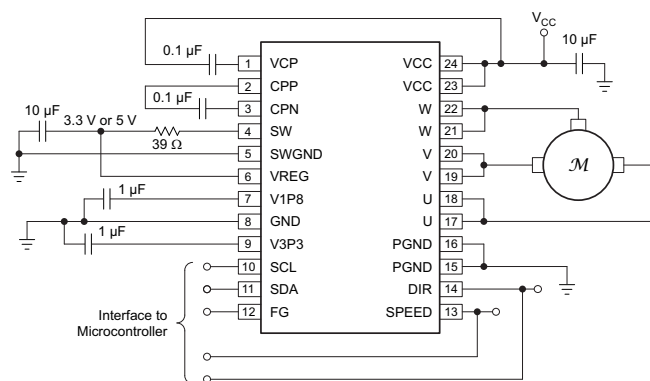 V_CC
10 µF
0.1 µF
1 VCP VCC 24
2 CPP VCC 23
0.1 µF
3 CPN W 22
10 µF
3.3 V or 5 V
4 SW W 21
39 Ω
5 SWGND V 20
6 VREG V 19
M
1 µF
7 V1P8 U 18
8 GND U 17
1 µF
9 V3P3 PGND 16
10 SCL PGND 15
11 SDA DIR 14
12 FG SPEED 13
Interface to
Microcontroller